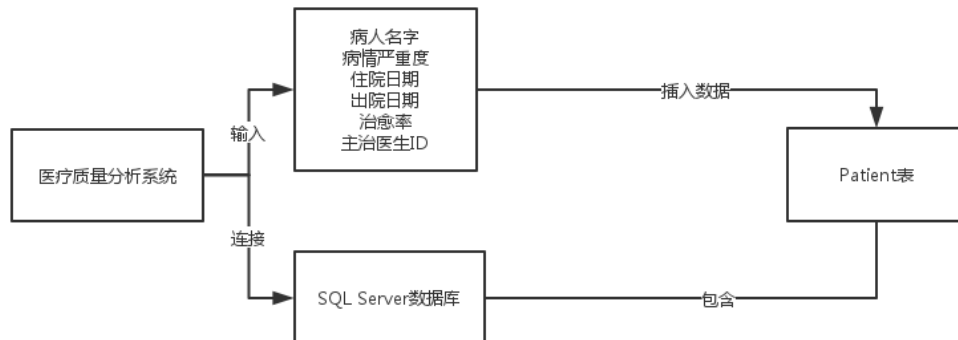 病人名字
病情严重度
住院日期
出院日期
治愈率
主治医生ID
插入数据
输入
医疗质量分析系统
Patient表
连接
SQL Server数据库
包含